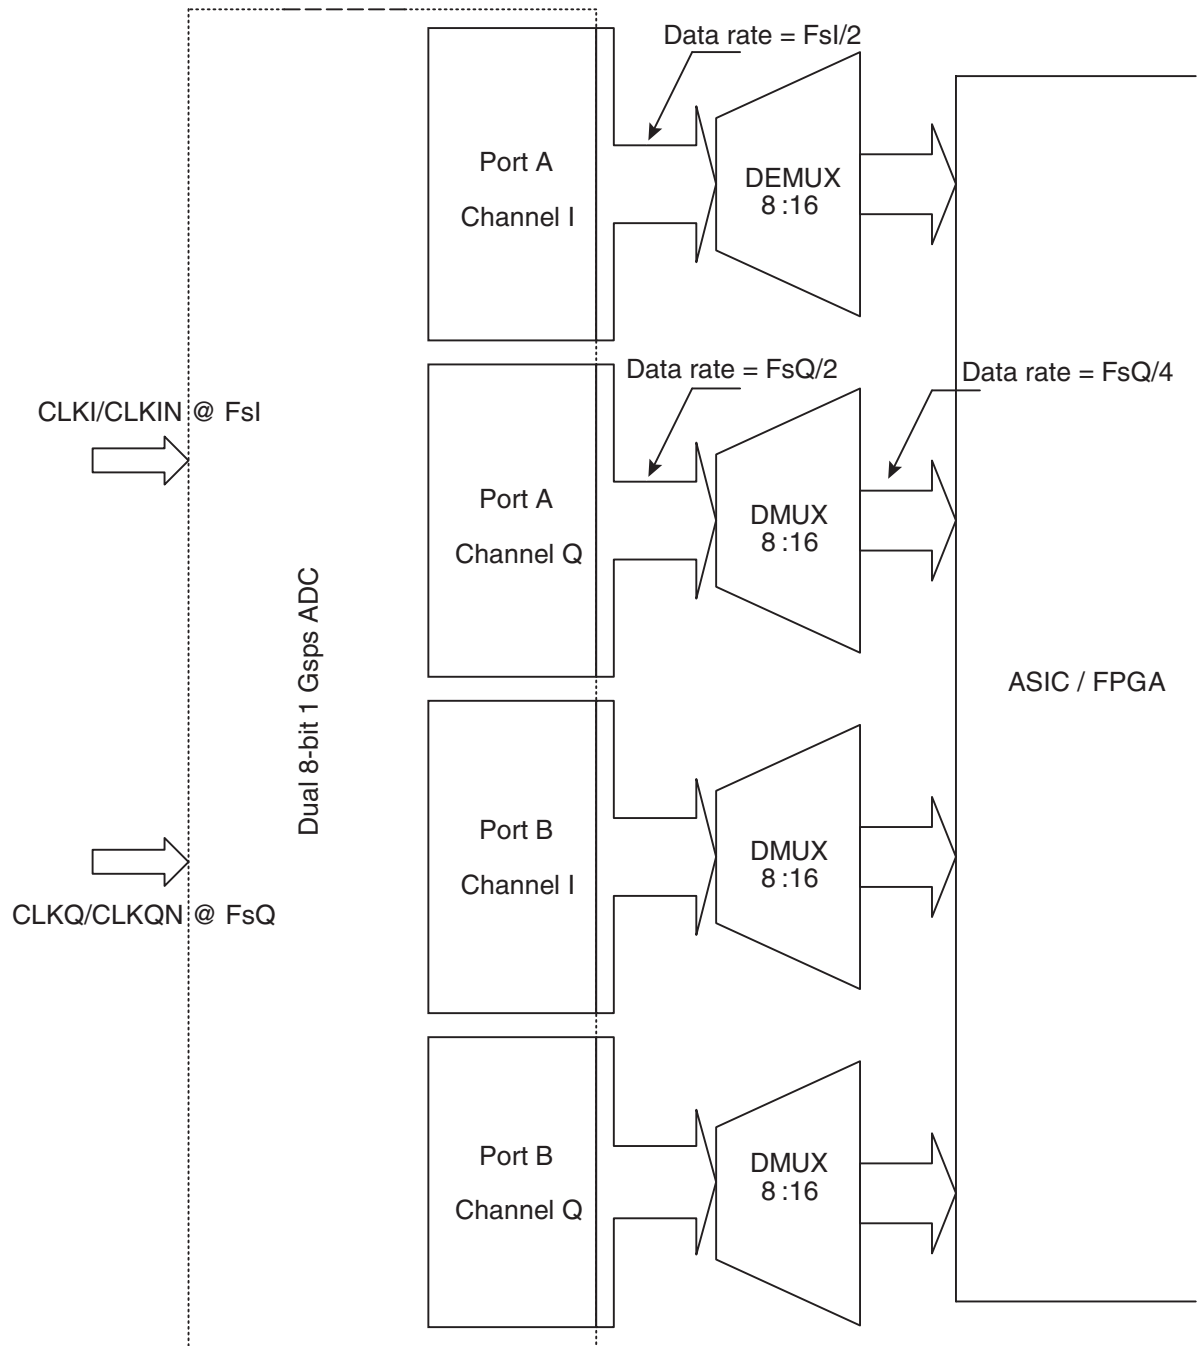 Data rate = FsI/2
Port A
Channel I
DEMUX
8 :16
Data rate = FsQ/2
Data rate = FsQ/4
CLKI/CLKIN @ FsI
Port A
Channel Q
DMUX
8 :16
Dual 8-bit 1 Gsps ADC
ASIC / FPGA
Port B
Channel I
DMUX
8 :16
CLKQ/CLKQN @ FsQ
Port B
Channel Q
DMUX
8 :16